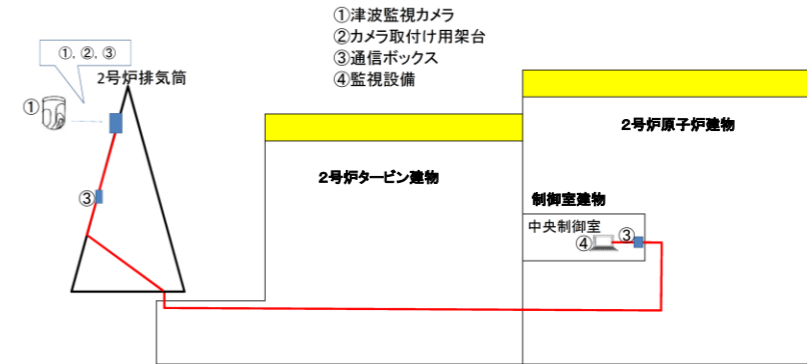 ①津波監視カメラ
②カメラ取付け用架台
③通信ボックス
④監視設備
①. ②. ③
2号炉排気筒
①
③
2号炉タービン建物
2号炉原子炉建物
制御室建物
中央制御室
④
③